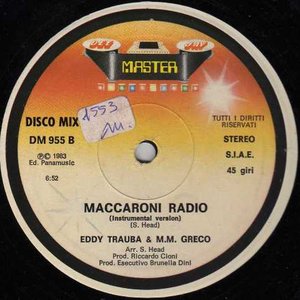 MASTER
DISCO MIX
DM 955 B
℗ © 1983
Ed. Panamusic
6:52
1553
TUTTI I DIRITTI
RISERVATI
STEREO
S.I.A.E.
45 giri
MACCARONI RADIO
(Instrumental version)
(S. Head)
EDDY TRAUBA & M.M. GRECO
Arr. S. Head
Prod. Riccardo Cioni
Prod. Esecutivo Brunella Dini